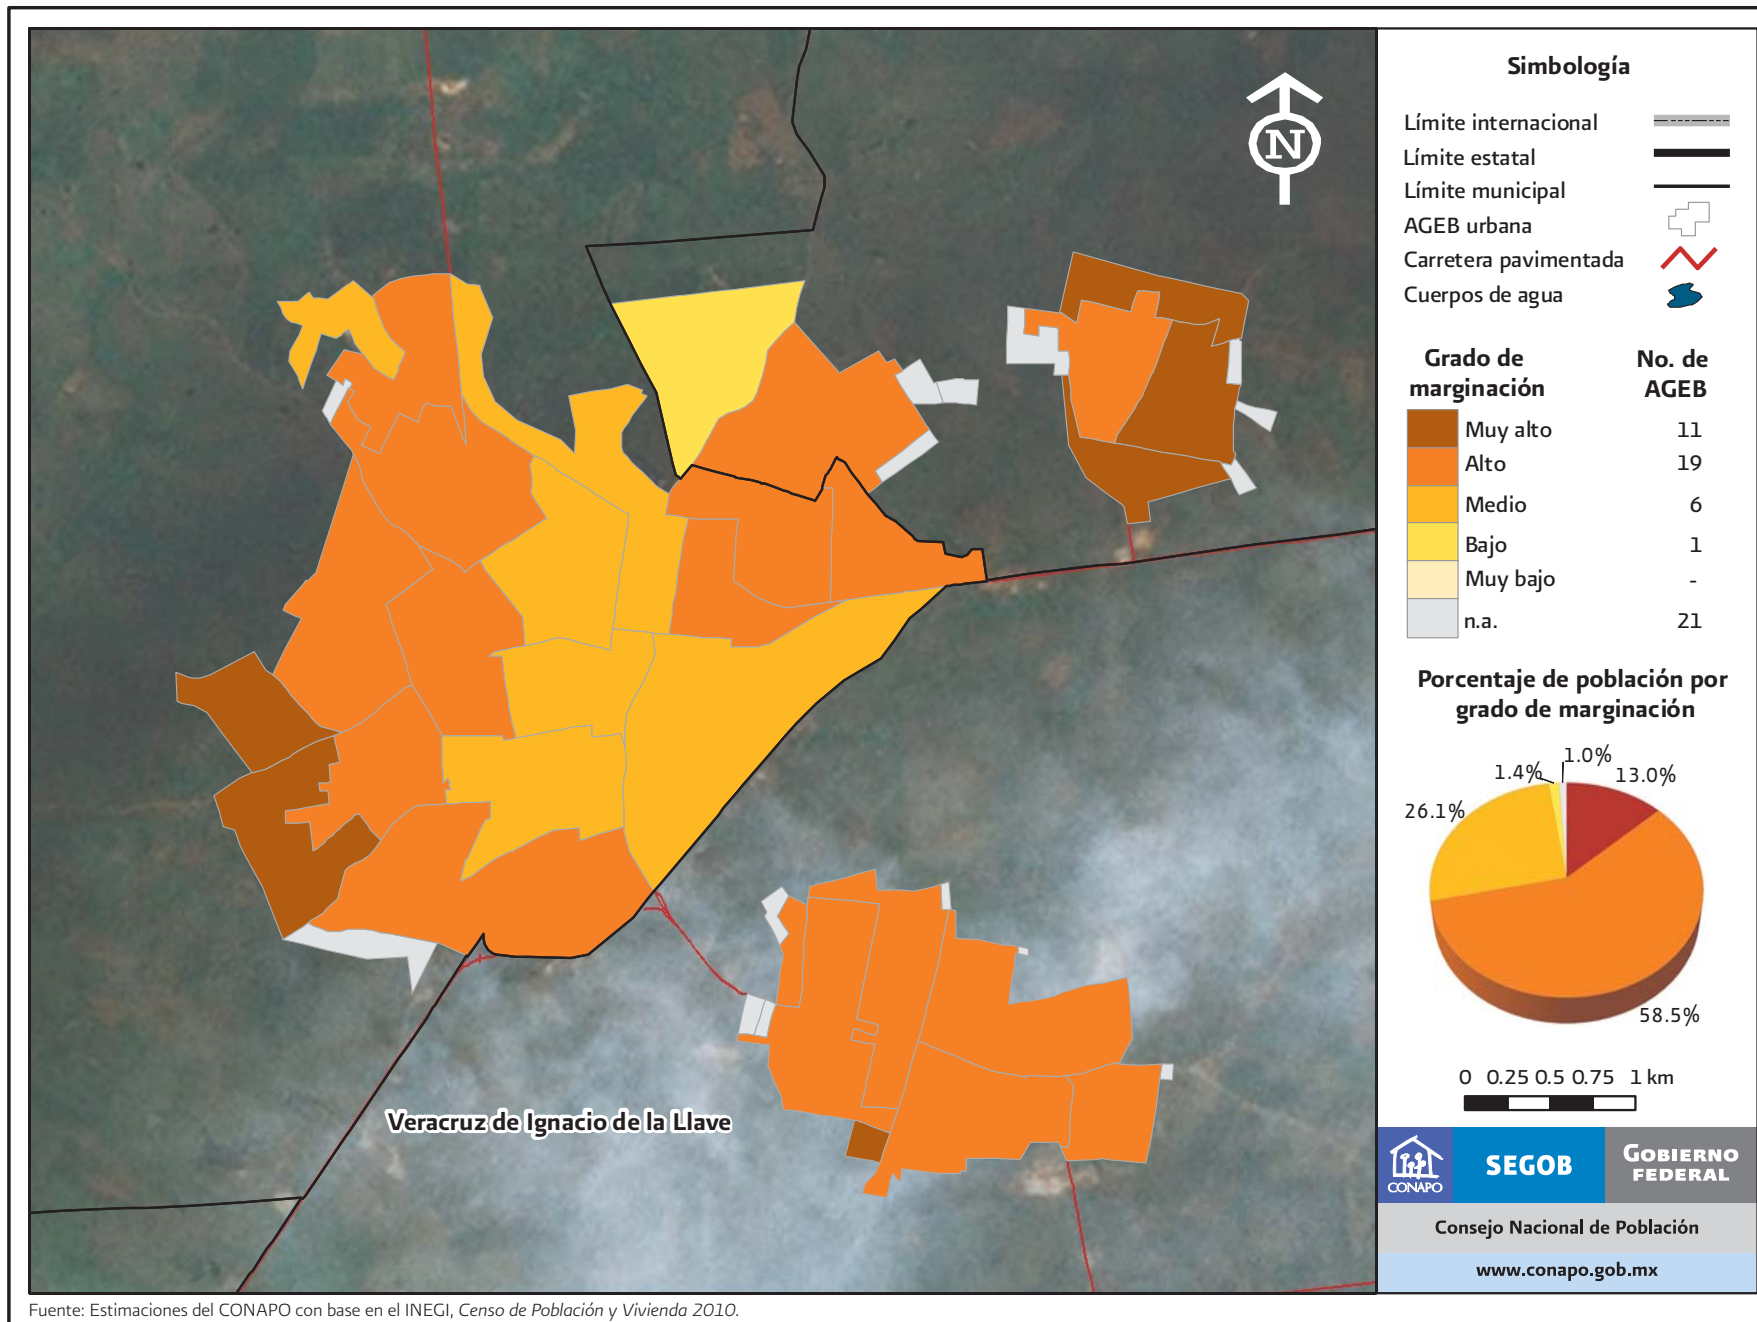 N
Veracruz de Ignacio de la Llave
Simbología
Límite internacional
Límite estatal
Límite municipal
AGEB urbana
Carretera pavimentada
Cuerpos de agua
Grado de
marginación
No. de
AGEB
Muy alto 11
Alto 19
Medio 6
Bajo 1
Muy bajo -
n.a. 21
Porcentaje de población por
grado de marginación
1.0%
1.4%
13.0%
26.1%
58.5%
0 0.25 0.5 0.75 1 km
CONAPO
SEGOB
GOBIERNO
FEDERAL
Consejo Nacional de Población
www.conapo.gob.mx
Fuente: Estimaciones del CONAPO con base en el INEGI, Censo de Población y Vivienda 2010.